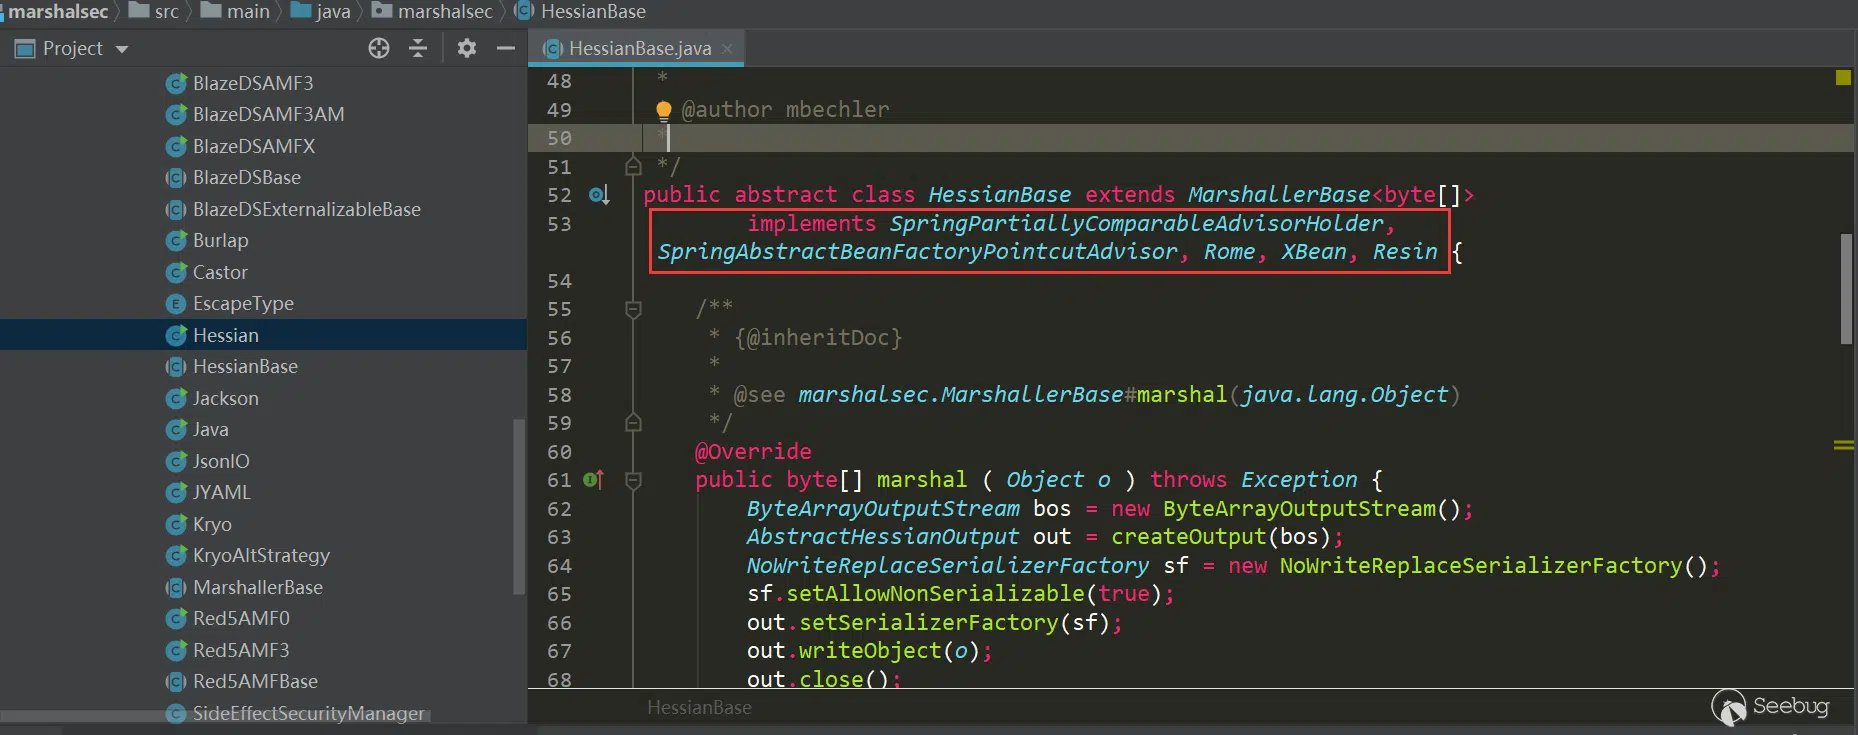 marshalsec 〉 src 〉 main 〉 java 〉 marshalsec 〉 HessianBase
Project
BlazeDSAMF3
BlazeDSAMF3AM
BlazeDSAMFX
BlazeDSBase
BlazeDSExternalizableBase
Burlap
Castor
EscapeType
Hessian
HessianBase
Jackson
Java
JsonIO
JYAML
Kryo
KryoAltStrategy
MarshallerBase
Red5AMF0
Red5AMF3
Red5AMFBase
SideEffectSecurityManager
HessianBase.java ×
48 *
49 @author mbechler
50 *
51 */
52 public abstract class HessianBase extends MarshallerBase<byte[]>
53 implements SpringPartiallyComparableAdvisorHolder,
SpringAbstractBeanFactoryPointcutAdvisor, Rome, XBean, Resin {
54
55 /**
56 * {@inheritDoc}
57 *
58 * @see marshalsec.MarshallerBase#marshal(java.lang.Object)
59 */
60 @Override
61 public byte[] marshal ( Object o ) throws Exception {
62 ByteArrayOutputStream bos = new ByteArrayOutputStream();
63 AbstractHessianOutput out = createOutput(bos);
64 NoWriteReplaceSerializerFactory sf = new NoWriteReplaceSerializerFactory();
65 sf.setAllowNonSerializable(true);
66 out.setSerializerFactory(sf);
67 out.writeObject(o);
68 out.close();
HessianBase
Seebug